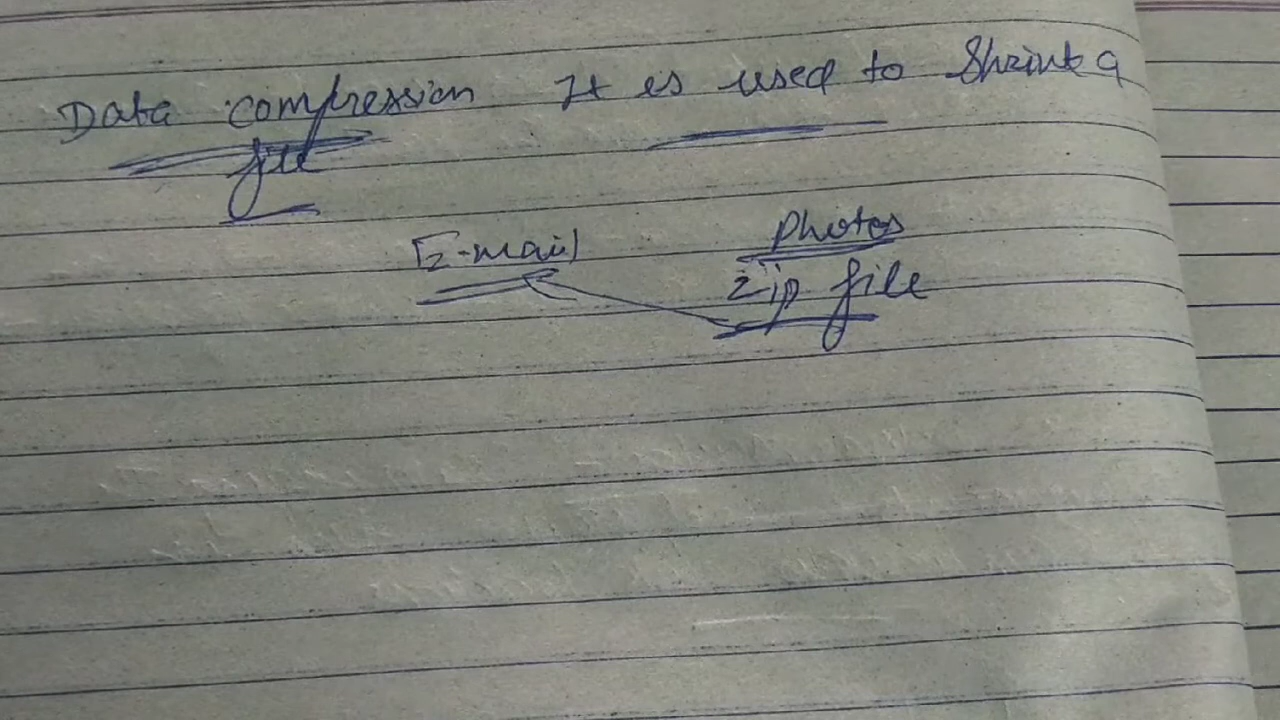 Data compression It is used to Shrink a
file
E-mail Photos
Zip file